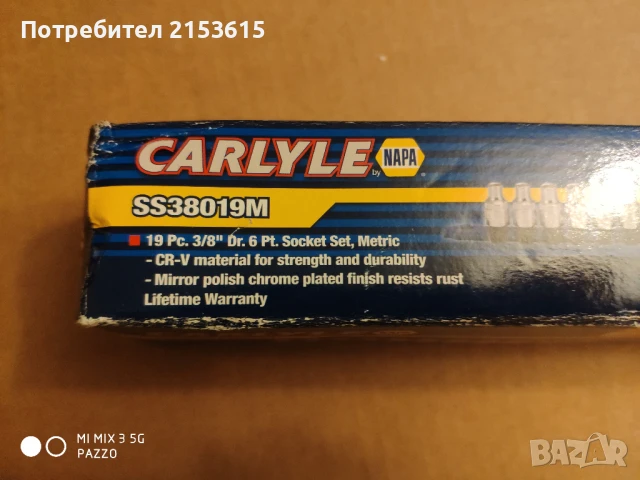 Потребител 2153615
CARLYLE
by NAPA
SS38019M
19 Pc. 3/8" Dr. 6 Pt. Socket Set, Metric
- CR-V material for strength and durability
- Mirror polish chrome plated finish resists rust
Lifetime Warranty
MI MIX 3 5G
PAZZO
BAZAR